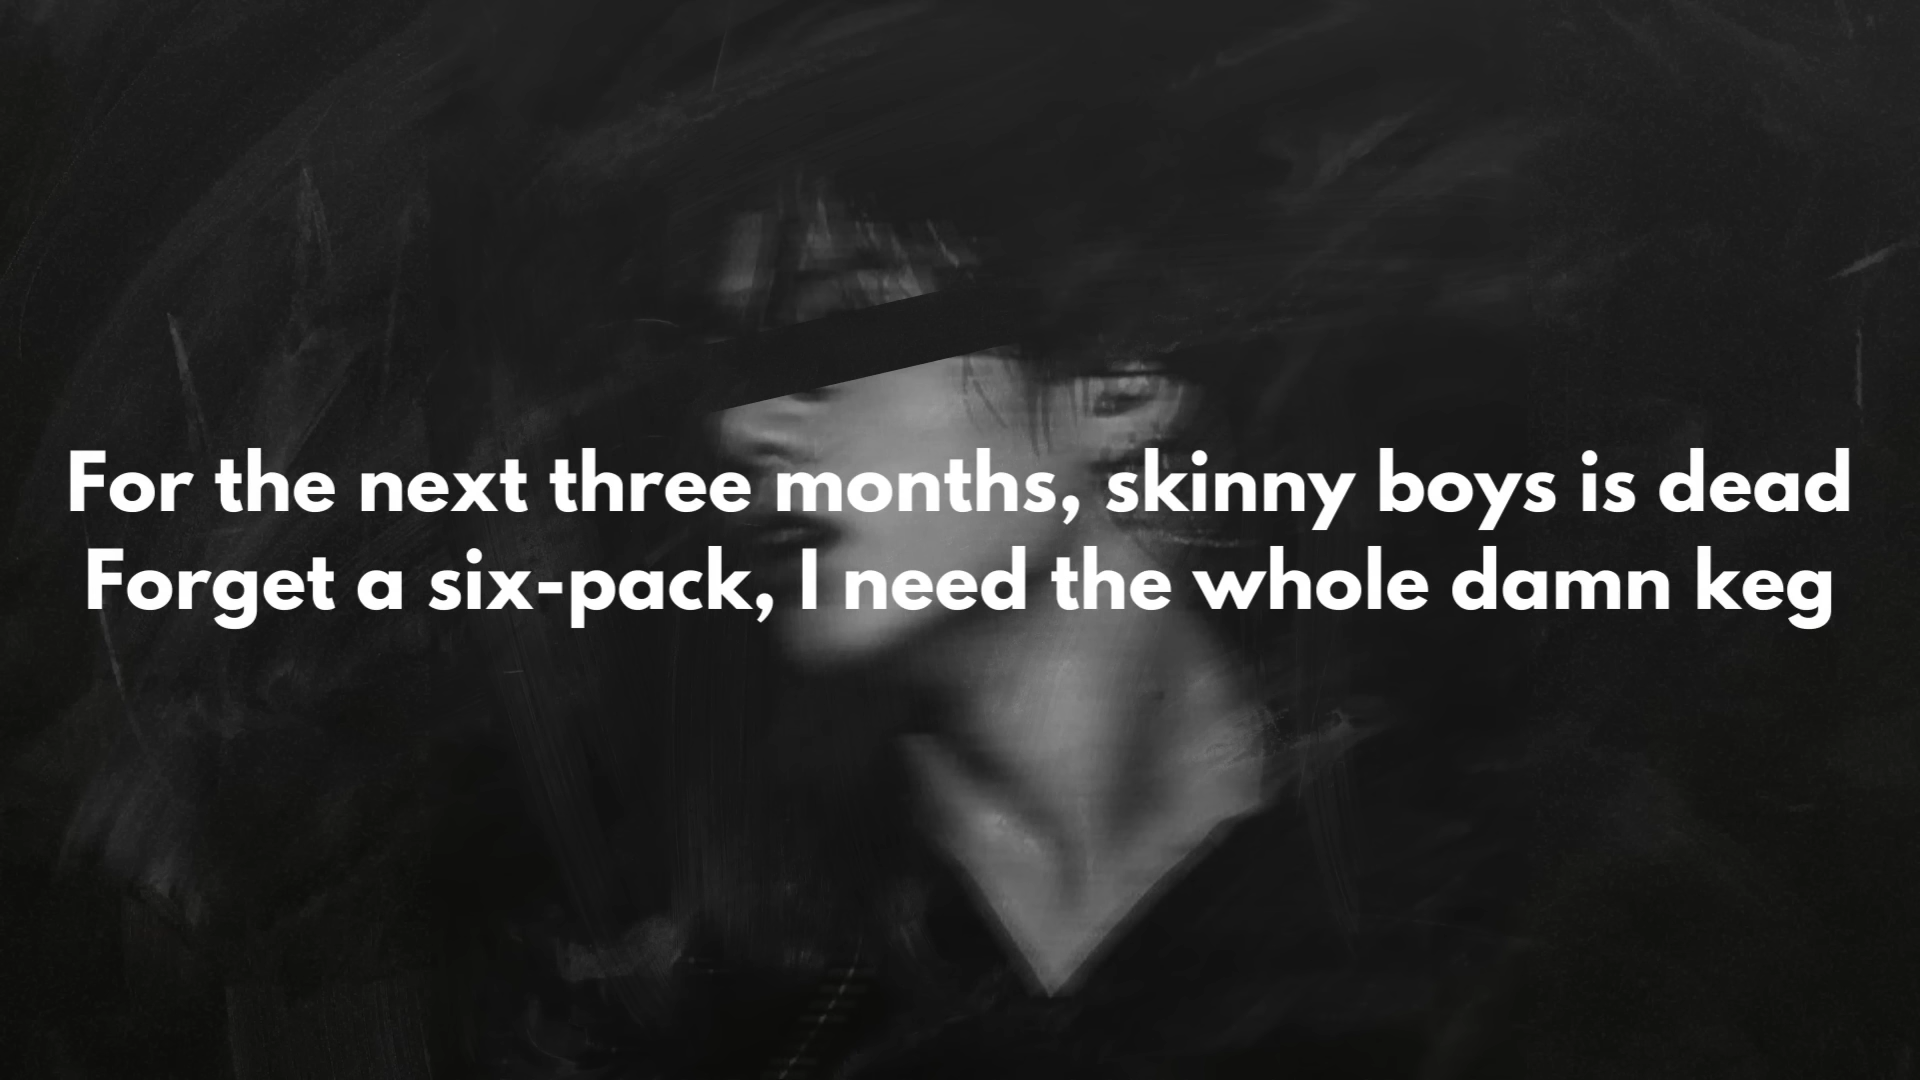 For the next three months, skinny boys is dead
Forget a six-pack, I need the whole damn keg